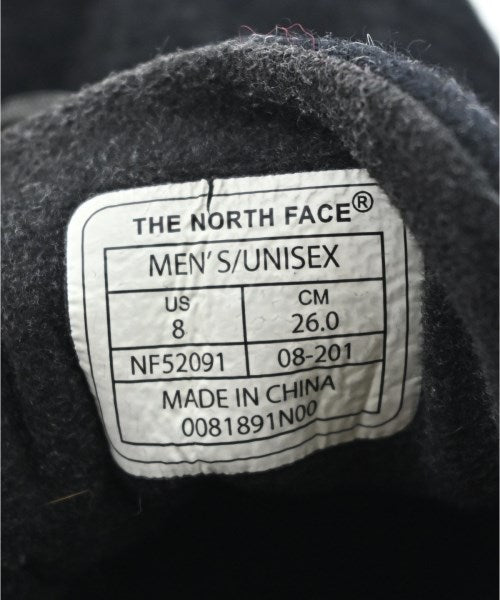 THE NORTH FACE®
MEN'S/UNISEX
US CM
8 26.0
NF52091 08-201
MADE IN CHINA
0081891N00